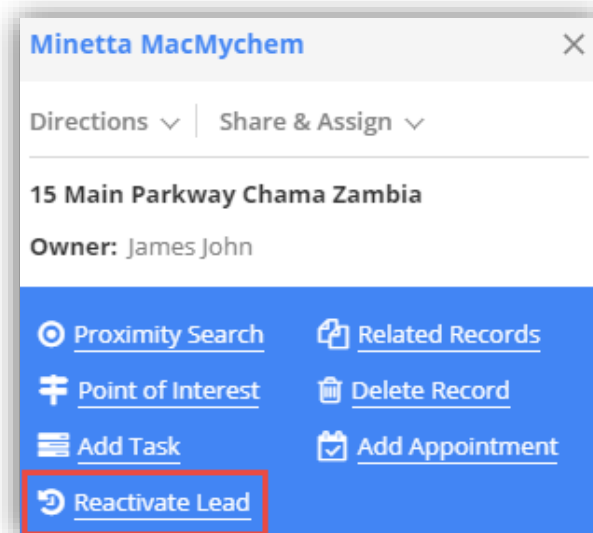 Minetta MacMychem
Directions Share & Assign
15 Main Parkway Chama Zambia
Owner: James John
Proximity Search Related Records
Point of Interest Delete Record
Add Task Add Appointment
Reactivate Lead